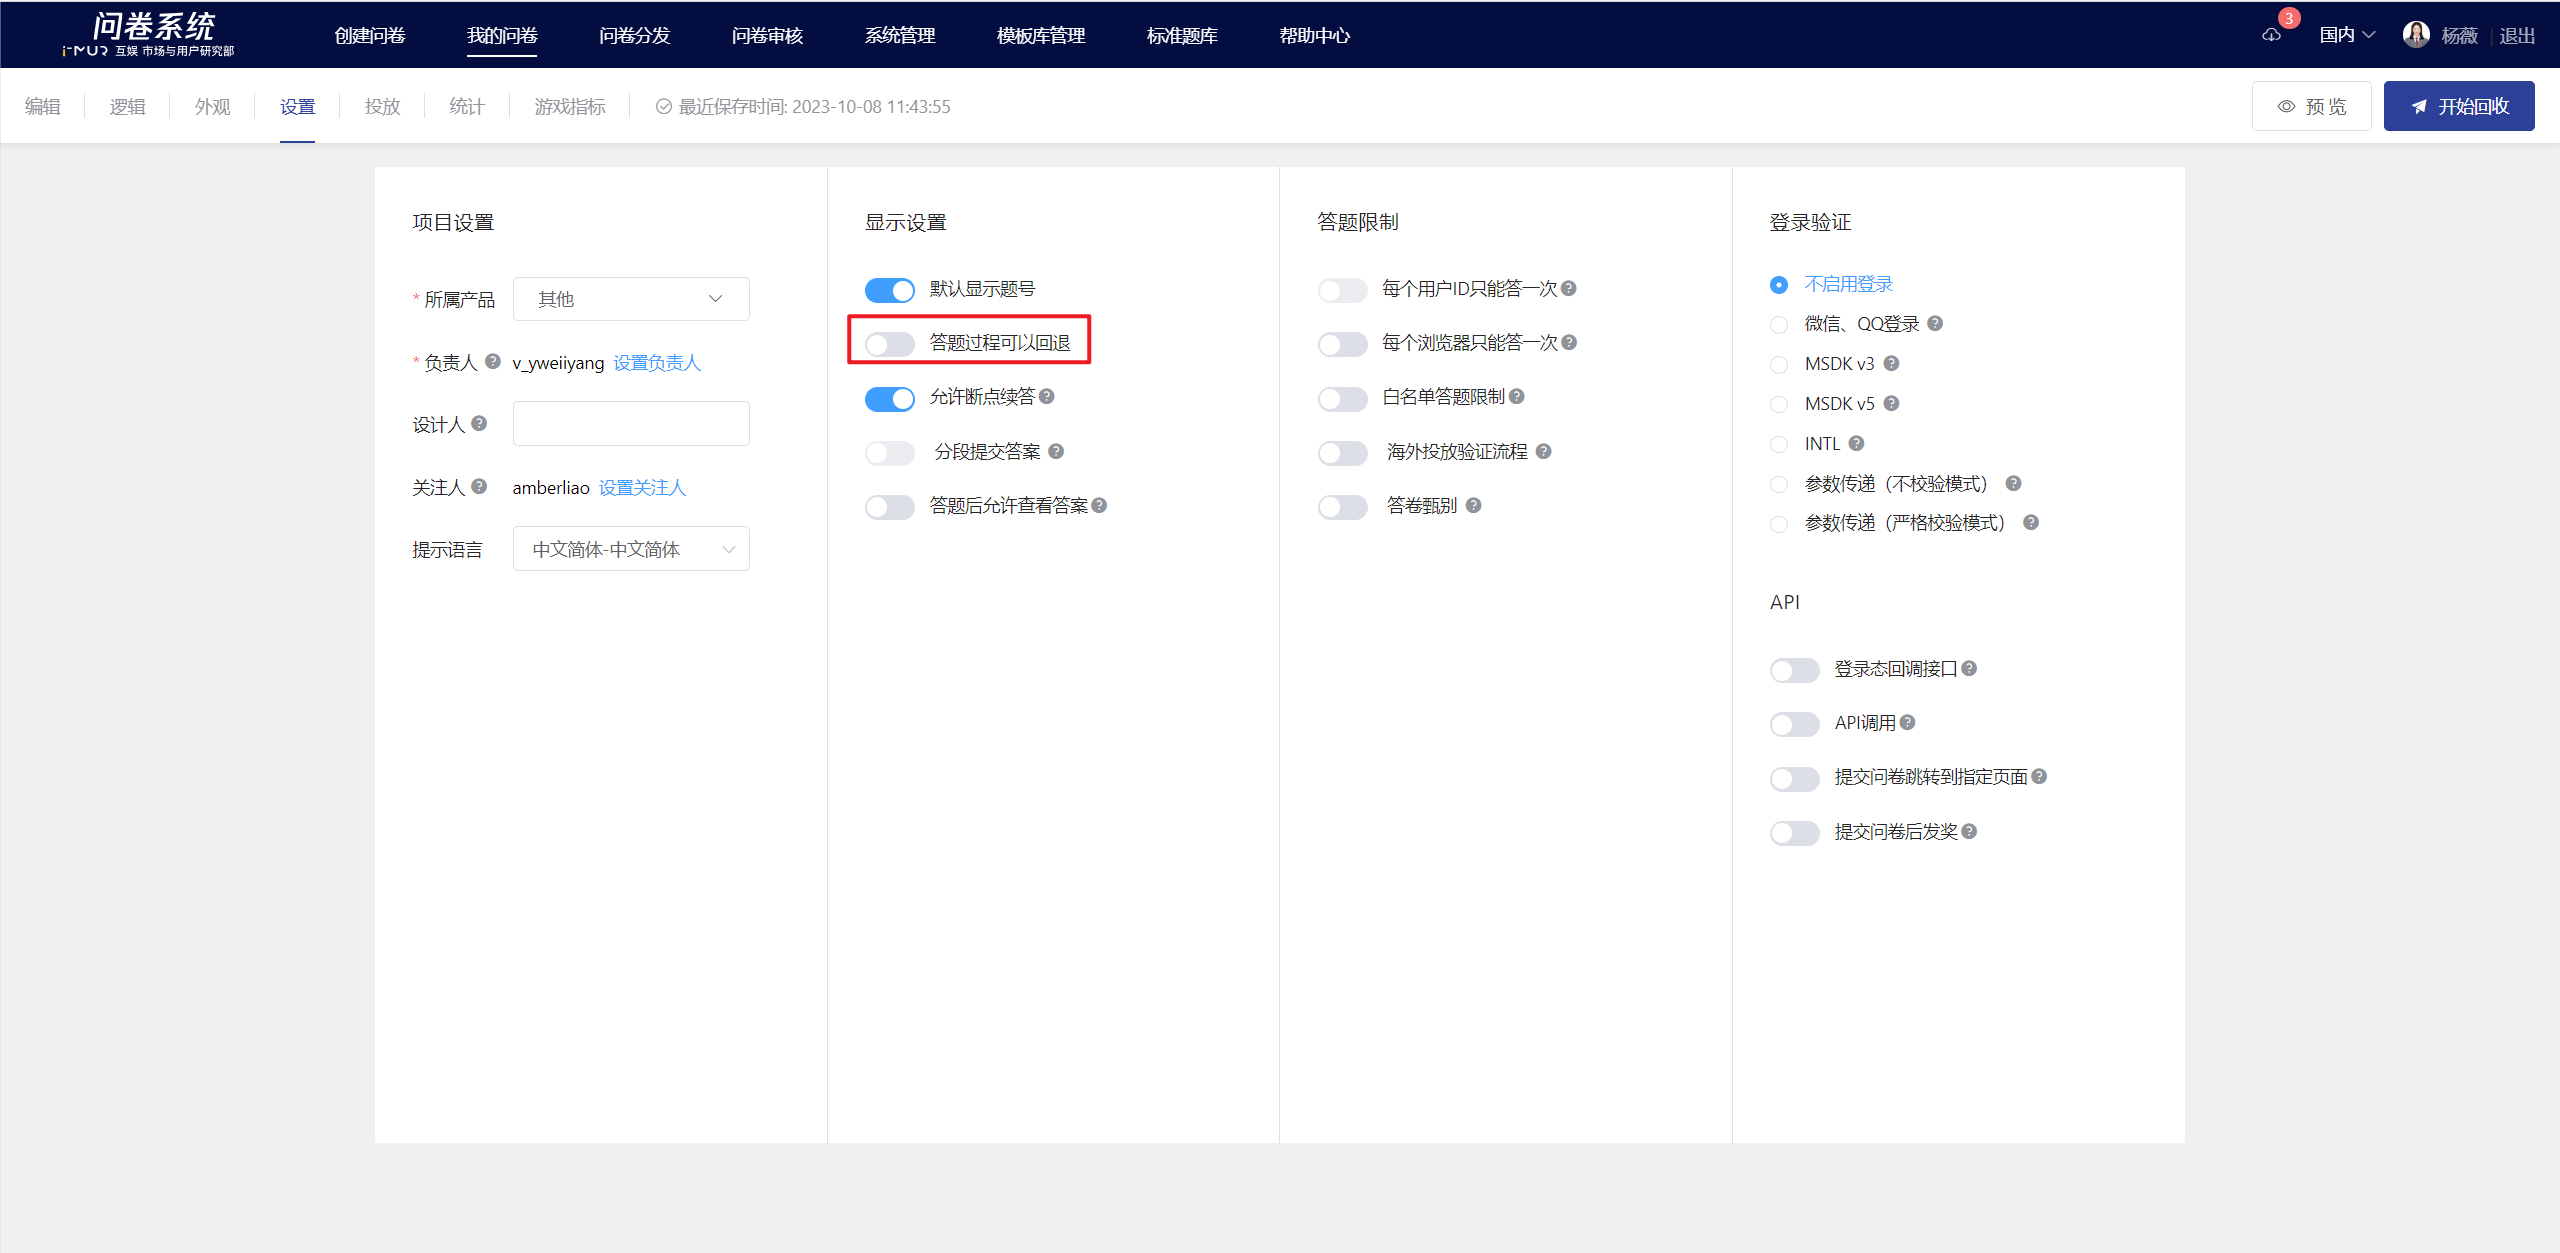 问卷系统
i-MUR 互娱 市场与用户研究部
创建问卷
我的问卷
问卷分发
问卷审核
系统管理
模板库管理
标准题库
帮助中心
3
国内
杨薇
退出
编辑
逻辑
外观
设置
投放
统计
游戏指标
最近保存时间: 2023-10-08 11:43:55
预 览
开始回收
项目设置
* 所属产品 其他
* 负责人 v_yweiiyang 设置负责人
设计人
关注人 amberliao 设置关注人
提示语言 中文简体-中文简体
显示设置
默认显示题号
答题过程可以回退
允许断点续答
分段提交答案
答题后允许查看答案
答题限制
每个用户ID只能答一次
每个浏览器只能答一次
白名单答题限制
海外投放验证流程
答卷甄别
登录验证
不启用登录
微信、QQ登录
MSDK v3
MSDK v5
INTL
参数传递（不校验模式）
参数传递（严格校验模式）
API
登录态回调接口
API调用
提交问卷跳转到指定页面
提交问卷后发奖